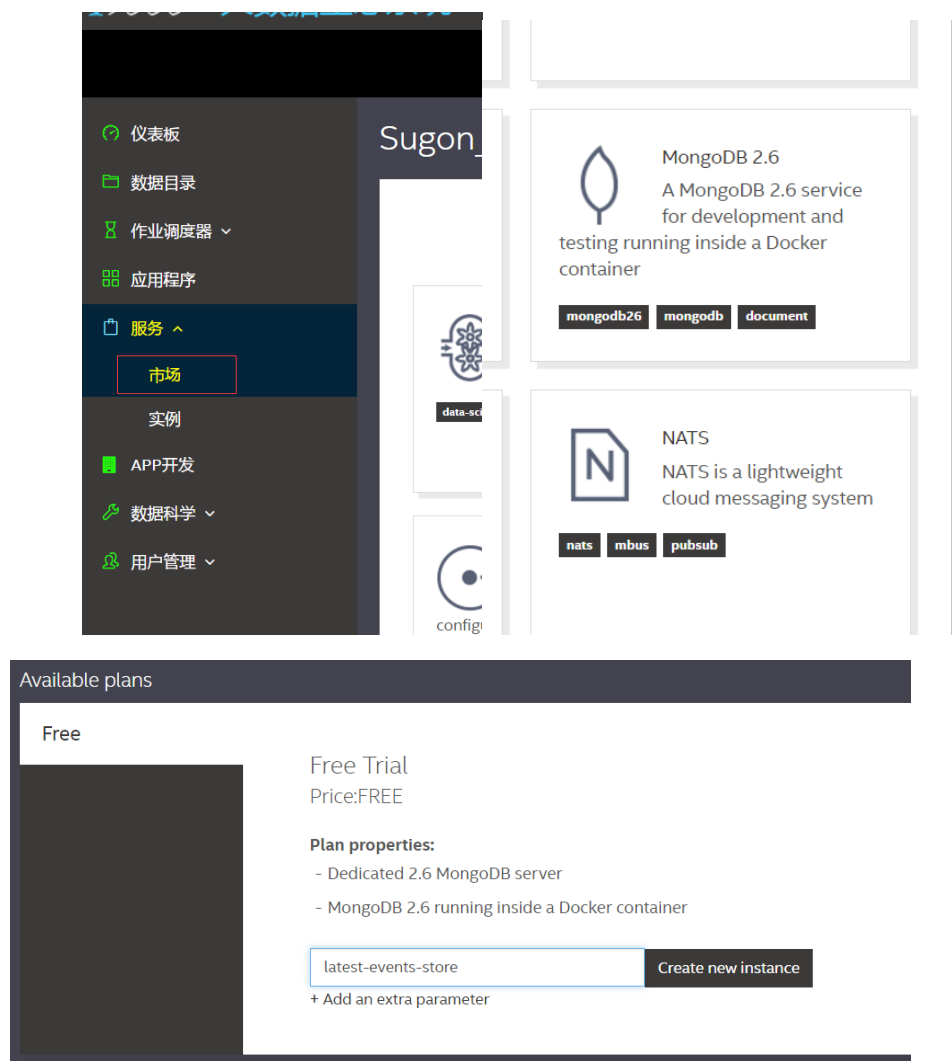 仪表板
数据目录
作业调度器
应用程序
服务
市场
实例
APP开发
数据科学
用户管理
Sugon_
data-sci
MongoDB 2.6
A MongoDB 2.6 service
for development and
testing running inside a Docker
container
mongodb26 mongodb document
NATS
NATS is a lightweight
cloud messaging system
nats mbus pubsub
Available plans
Free
Free Trial
Price:FREE
Plan properties:
- Dedicated 2.6 MongoDB server
- MongoDB 2.6 running inside a Docker container
latest-events-store Create new instance
+ Add an extra parameter